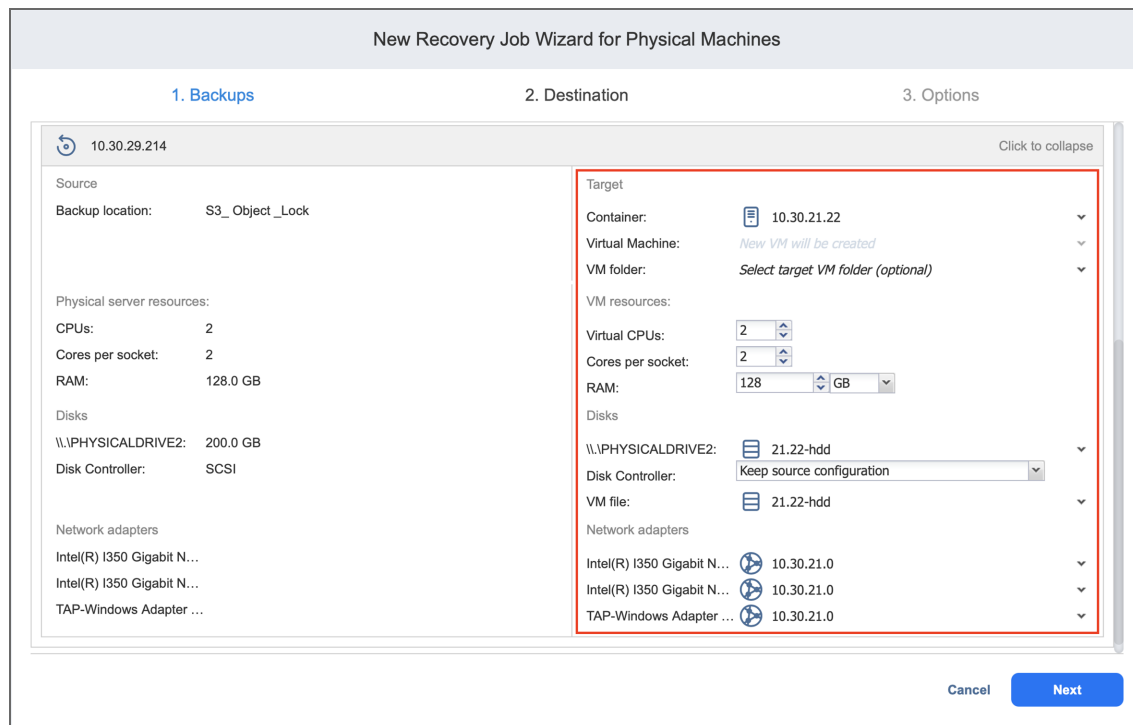 New Recovery Job Wizard for Physical Machines
1. Backups
2. Destination
3. Options
10.30.29.214
Click to collapse
Source
Backup location: S3_ Object _Lock
Physical server resources:
CPUs: 2
Cores per socket: 2
RAM: 128.0 GB
Disks
\\.\PHYSICALDRIVE2: 200.0 GB
Disk Controller: SCSI
Network adapters
Intel(R) I350 Gigabit N...
Intel(R) I350 Gigabit N...
TAP-Windows Adapter ...
Target
Container: 10.30.21.22
Virtual Machine: New VM will be created
VM folder: Select target VM folder (optional)
VM resources:
Virtual CPUs: 2
Cores per socket: 2
RAM: 128 GB
Disks
\\.\PHYSICALDRIVE2: 21.22-hdd
Disk Controller: Keep source configuration
VM file: 21.22-hdd
Network adapters
Intel(R) I350 Gigabit N... 10.30.21.0
Intel(R) I350 Gigabit N... 10.30.21.0
TAP-Windows Adapter ... 10.30.21.0
Cancel
Next